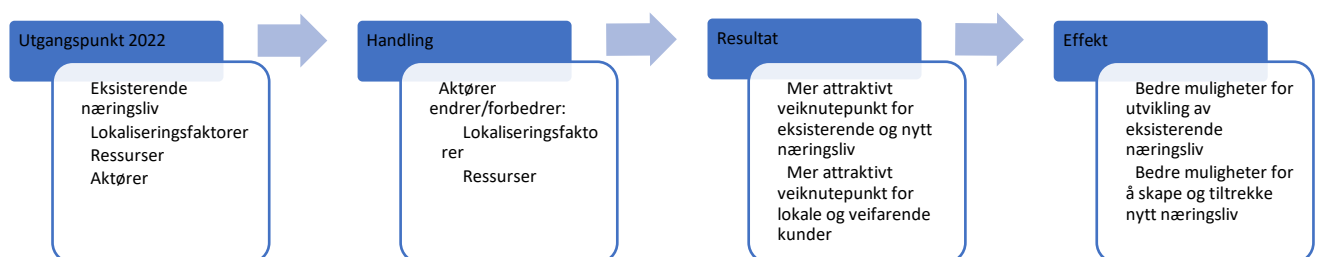 Utgangspunkt 2022
Eksisterende
næringsliv
Lokaliseringsfaktorer
Ressurser
Aktører
Handling
Aktører
endrer/forbedrer:
Lokaliseringsfakto
rer
Ressurser
Resultat
Mer attraktivt
veiknutepunkt for
eksisterende og nytt
næringsliv
Mer attraktivt
veiknutepunkt for
lokale og veifarende
kunder
Effekt
Bedre muligheter for
utvikling av
eksisterende
næringsliv
Bedre muligheter for
å skape og tiltrekke
nytt næringsliv